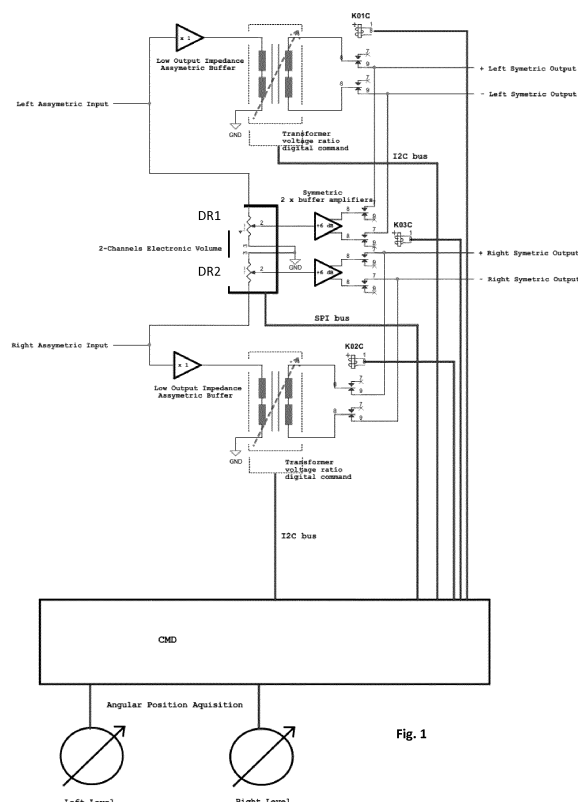 K01C
x 1
Low Output Impedance
Assymetric Buffer
+ Left Symetric Output
- Left Symetric Output
Left Assymetric Input
GND
Transformer
voltage ratio
digital command
I2C bus
Symmetric
2 x buffer amplifiers
DR1
+6 dB
K03C
2-Channels Electronic Volume
GND
+ Right Symetric Output
DR2
+6 dB
- Right Symetric Output
SPI bus
Right Assymetric Input
K02C
x 1
Low Output Impedance
Assymetric Buffer
GND
Transformer
voltage ratio
digital command
I2C bus
CMD
Angular Position Aquisition
Fig. 1
Left Level
Right Level